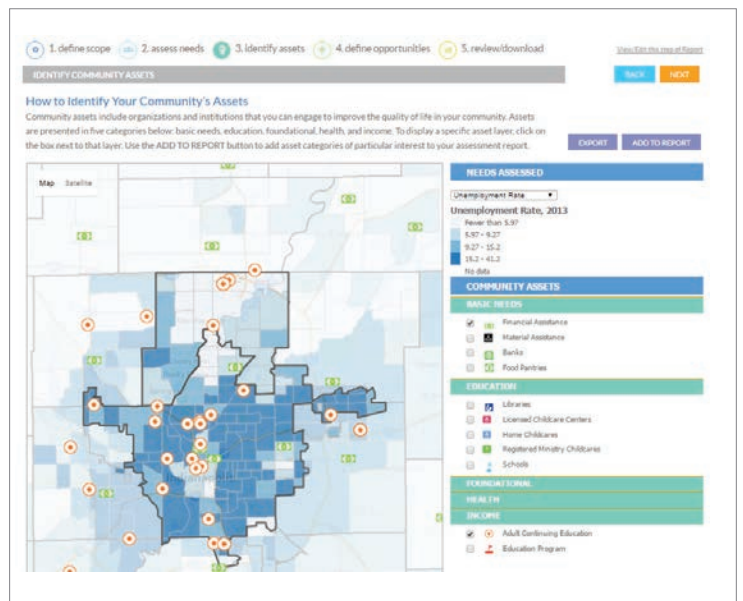 1. define scope 2. assess needs 3. identify assets 4. define opportunities 5. review/download
View/Edit this step of Report
IDENTIFY COMMUNITY ASSETS
BACK NEXT
How to Identify Your Community's Assets
Community assets include organizations and institutions that you can engage to improve the quality of life in your community. Assets
are presented in five categories below: basic needs, education, foundational, health, and income. To display a specific asset layer, click on
the box next to that layer. Use the ADD TO REPORT button to add asset categories of particular interest to your assessment report.
EXPORT ADD TO REPORT
Map Satellite
NEEDS ASSESSED
Unemployment Rate
Unemployment Rate, 2013
Fewer than 5.97
5.97 - 9.27
9.27 - 15.2
15.2 - 41.2
No data
COMMUNITY ASSETS
BASIC NEEDS
Financial Assistance
Material Assistance
Banks
Food Pantries
EDUCATION
Libraries
Licensed Childcare Centers
Home Childcares
Registered Ministry Childcares
Schools
FOUNDATIONAL
HEALTH
INCOME
Adult Continuing Education
Education Program